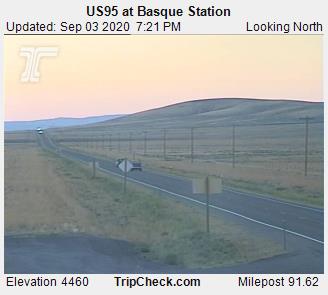 US95 at Basque Station
Updated: Sep 03 2020 7:21 PM Looking North
Elevation 4460 TripCheck.com Milepost 91.62